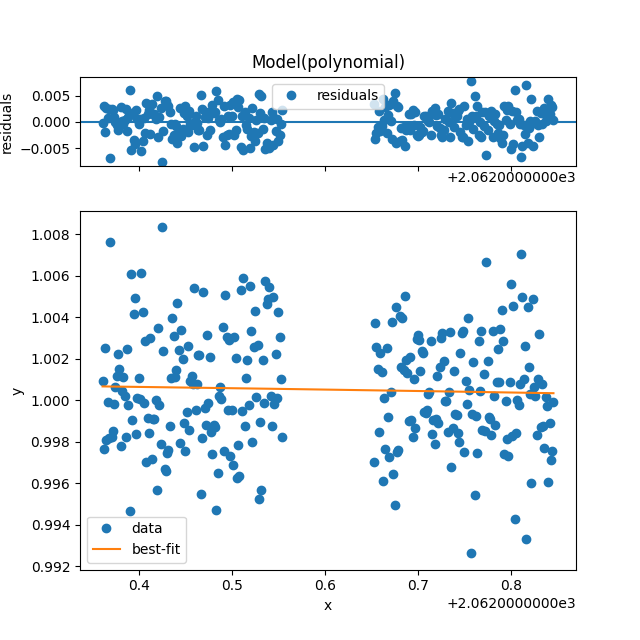 Model(polynomial)
residuals
0.005
0.000
−0.005
residuals
+2.0620000000e3
y
1.008
1.006
1.004
1.002
1.000
0.998
0.996
0.994
0.992
data
best-fit
0.4 0.5 0.6 0.7 0.8
x
+2.0620000000e3